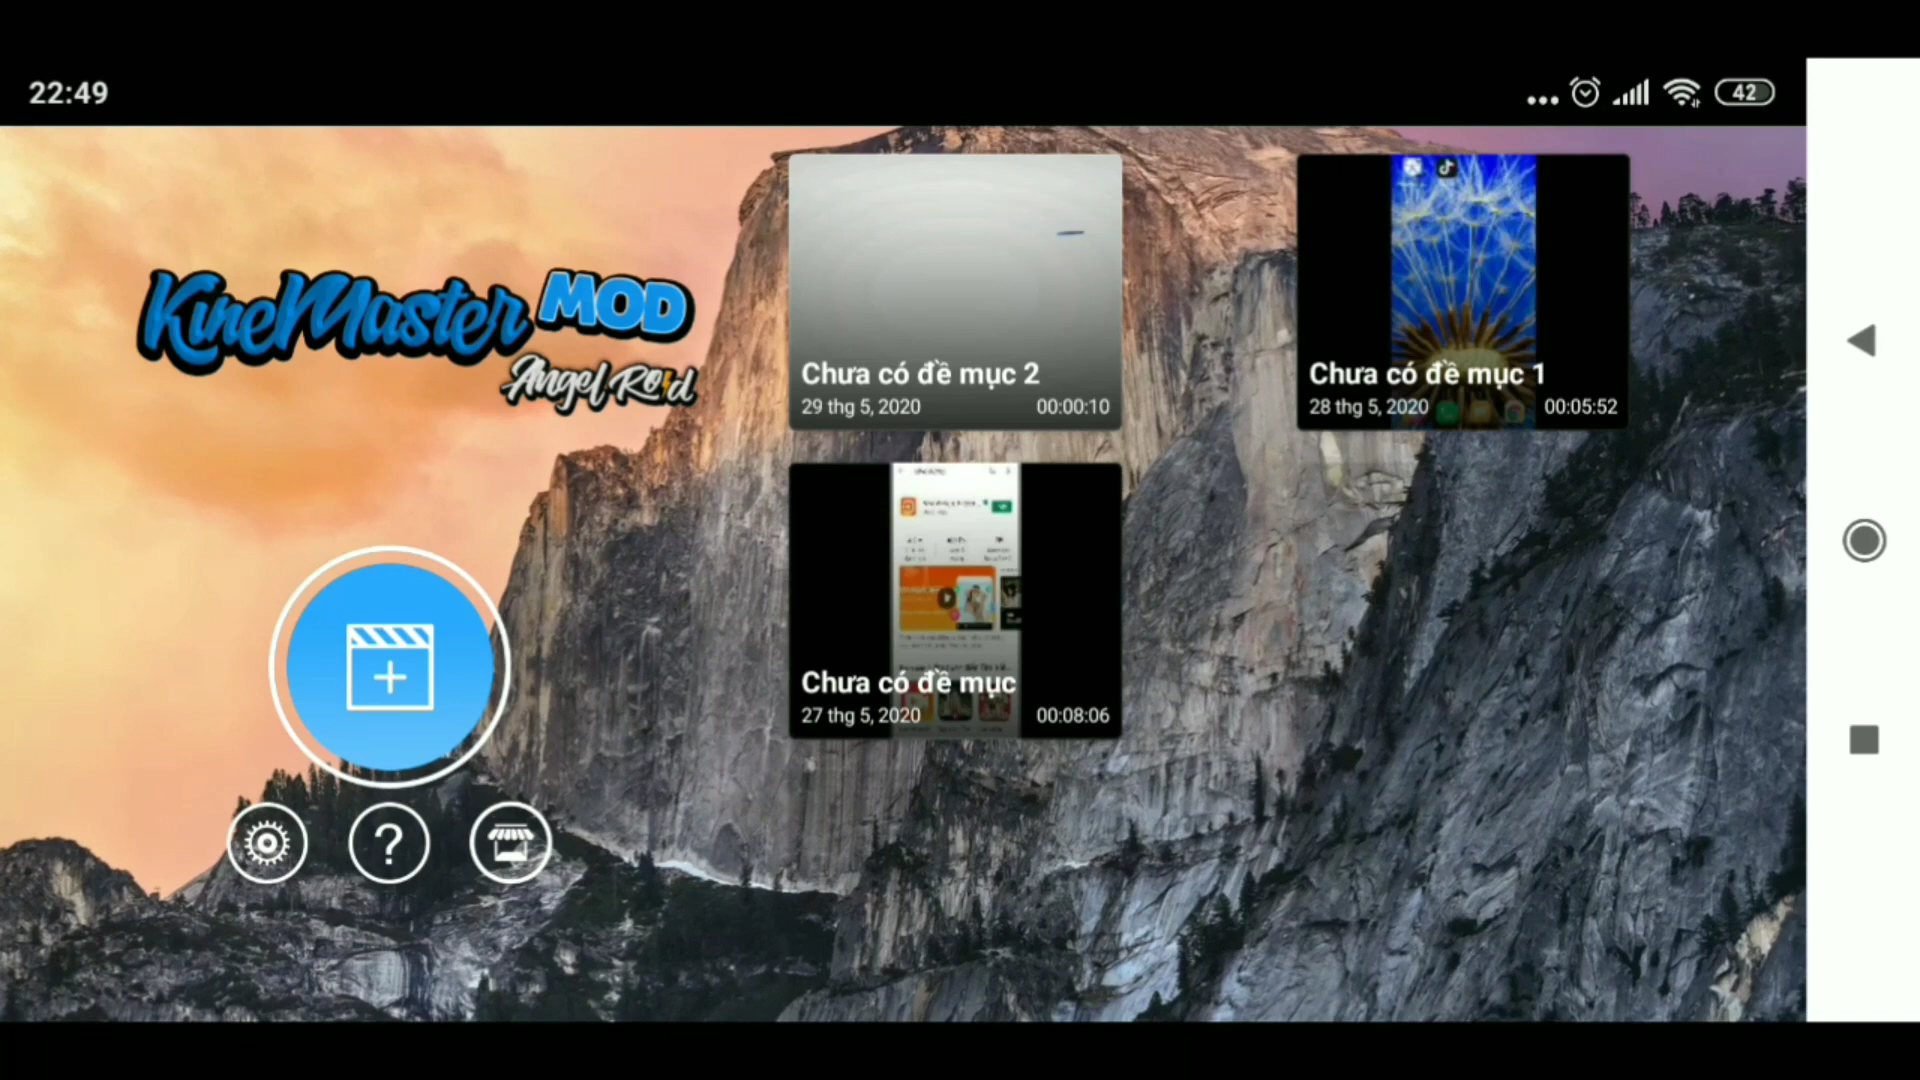 22:49
42
KineMaster MOD
Angel Roid
Chưa có đề mục 2
29 thg 5, 2020 00:00:10
Chưa có đề mục 1
28 thg 5, 2020 00:05:52
Chưa có đề mục
27 thg 5, 2020 00:08:06
?